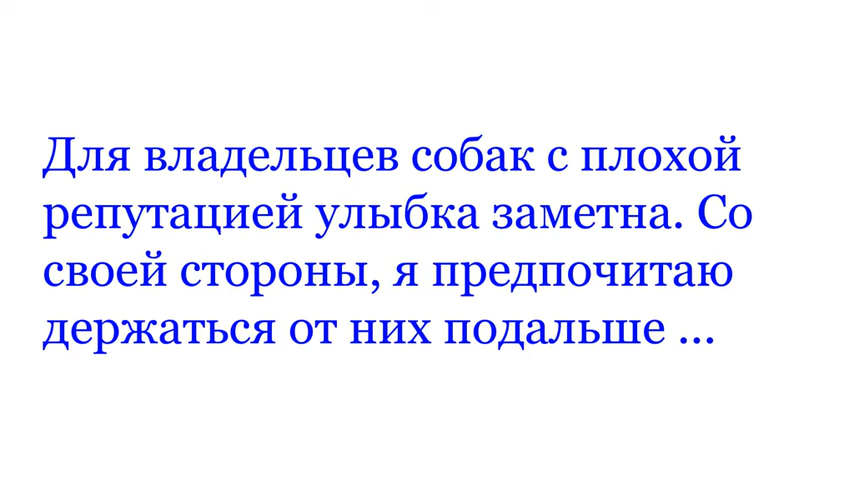 Для владельцев собак с плохой
репутацией улыбка заметна. Со
своей стороны, я предпочитаю
держаться от них подальше ...